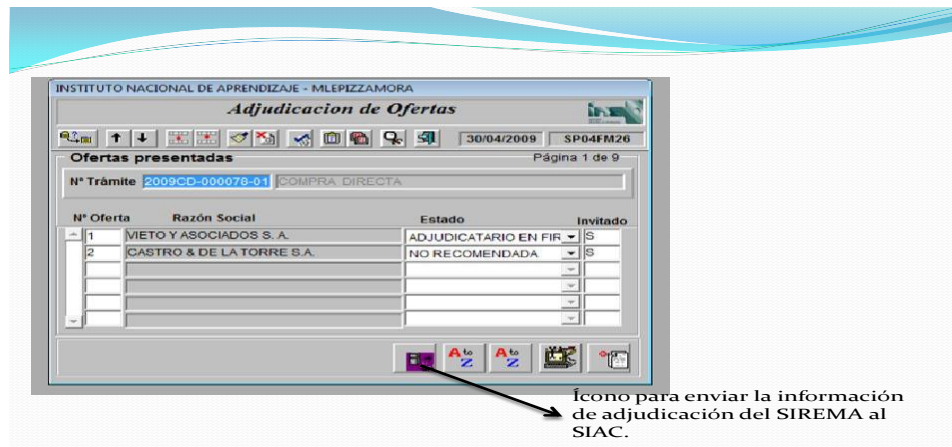 INSTITUTO NACIONAL DE APRENDIZAJE - MLEPIZZAMORA
Adjudicacion de Ofertas
30/04/2009 SP04FM26
Ofertas presentadas Página 1 de 9
N° Trámite 2009CD-000078-01 COMPRA DIRECTA
N° Oferta Razón Social Estado Invitado
1 VIETO Y ASOCIADOS S. A. ADJUDICATARIO EN FIR S
2 CASTRO & DE LA TORRE S.A. NO RECOMENDADA S
A to Z A to Z
Ícono para enviar la información
de adjudicación del SIREMA al
SIAC.